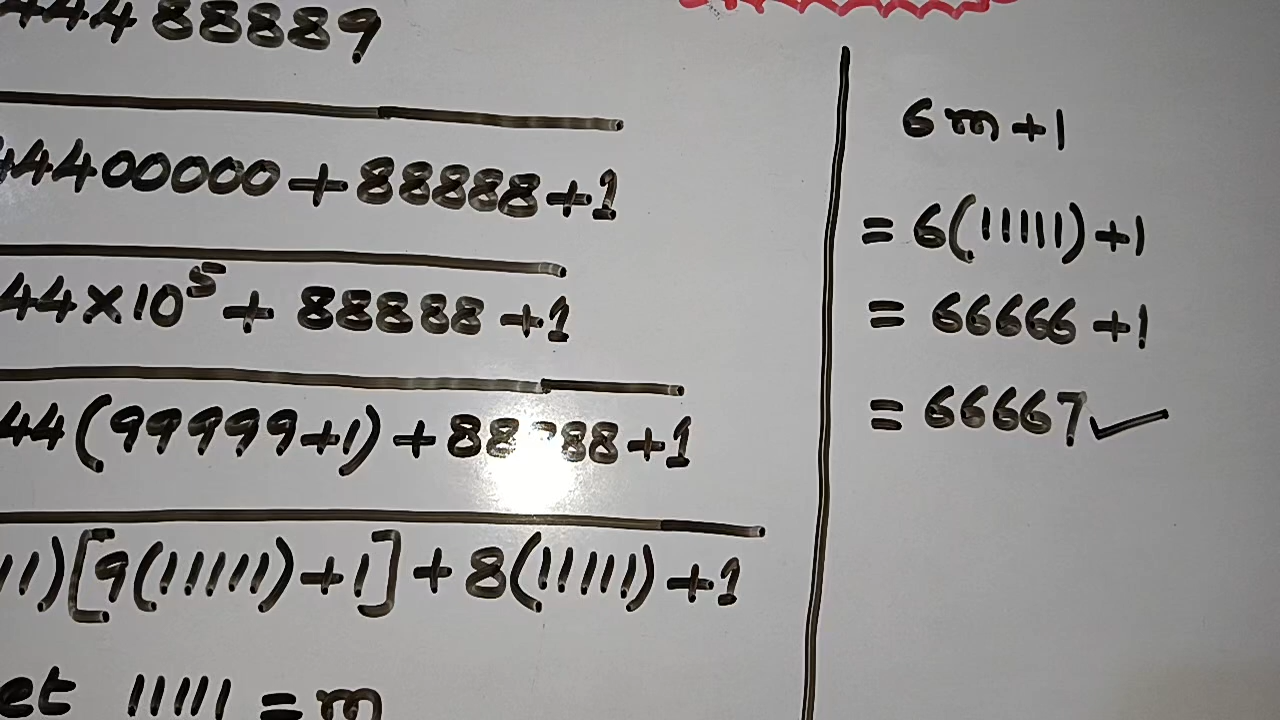 44488889
4400000+88888+1
44×10⁵ + 88888 +1
44(99999+1)+88888+1
11)[9(11111)+1]+8(11111)+1
et 11111 = m
6m+1
= 6(11111)+1
= 66666+1
= 66667✓